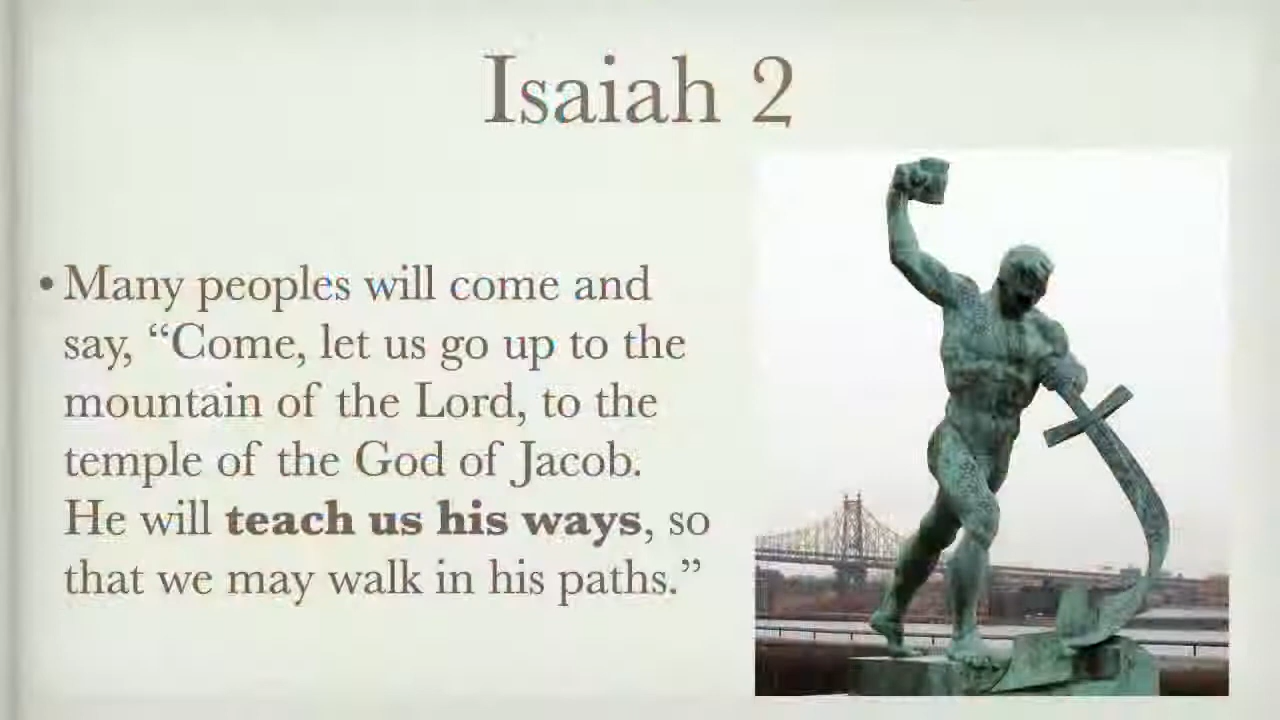 Isaiah 2
• Many peoples will come and
say, “Come, let us go up to the
mountain of the Lord, to the
temple of the God of Jacob.
He will teach us his ways, so
that we may walk in his paths.”